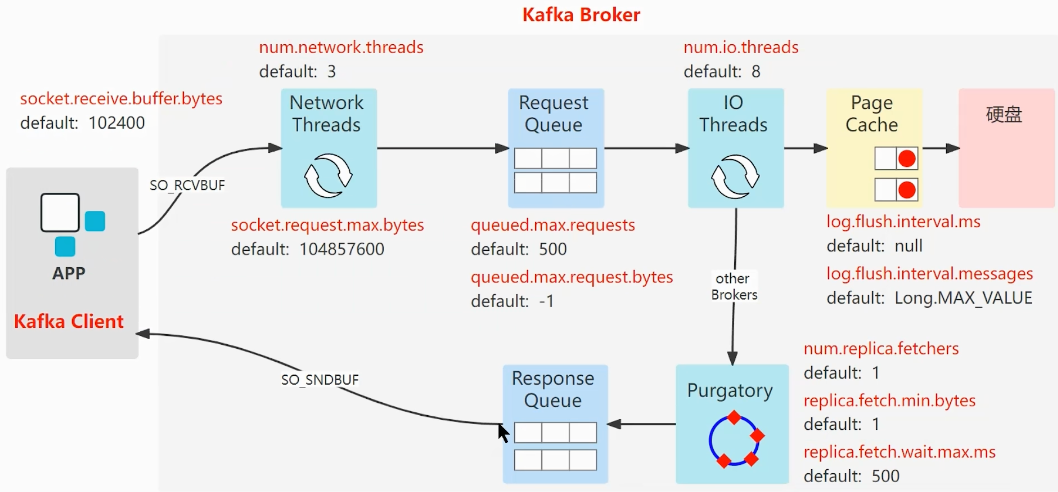 Kafka Broker
num.network.threads
default: 3
num.io.threads
default: 8
socket.receive.buffer.bytes
default: 102400
Network
Threads
Request
Queue
IO
Threads
Page
Cache
硬盘
SO_RCVBUF
APP
Kafka Client
socket.request.max.bytes
default: 104857600
queued.max.requests
default: 500
queued.max.request.bytes
default: -1
log.flush.interval.ms
default: null
log.flush.interval.messages
default: Long.MAX_VALUE
other
Brokers
SO_SNDBUF
Response
Queue
Purgatory
num.replica.fetchers
default: 1
replica.fetch.min.bytes
default: 1
replica.fetch.wait.max.ms
default: 500